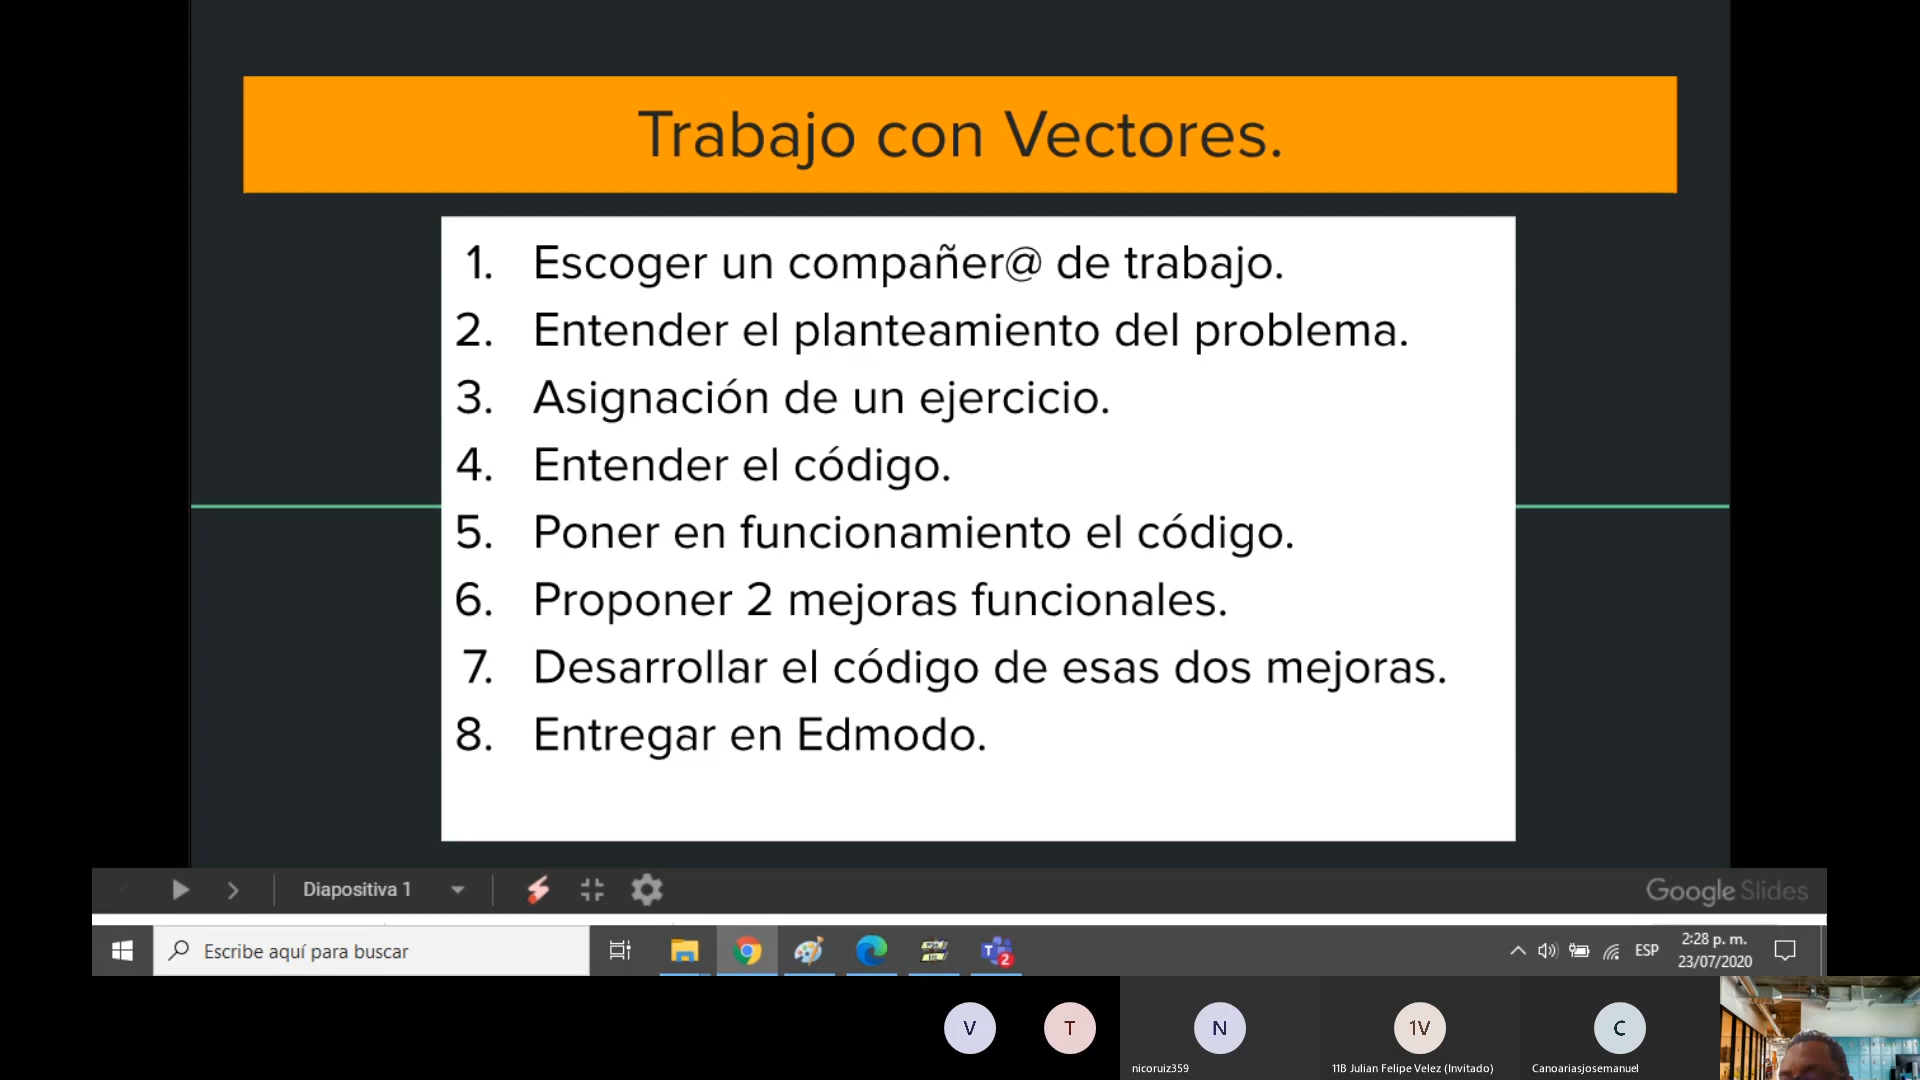 Trabajo con Vectores.
1. Escoger un compañer@ de trabajo.
2. Entender el planteamiento del problema.
3. Asignación de un ejercicio.
4. Entender el código.
5. Poner en funcionamiento el código.
6. Proponer 2 mejoras funcionales.
7. Desarrollar el código de esas dos mejoras.
8. Entregar en Edmodo.
Diapositiva 1
Google Slides
Escribe aquí para buscar
2
ESP
2:28 p. m.
23/07/2020
V
T
N
1V
C
nicoruiz359
11B Julian Felipe Velez (Invitado)
Canoariasjosemanuel